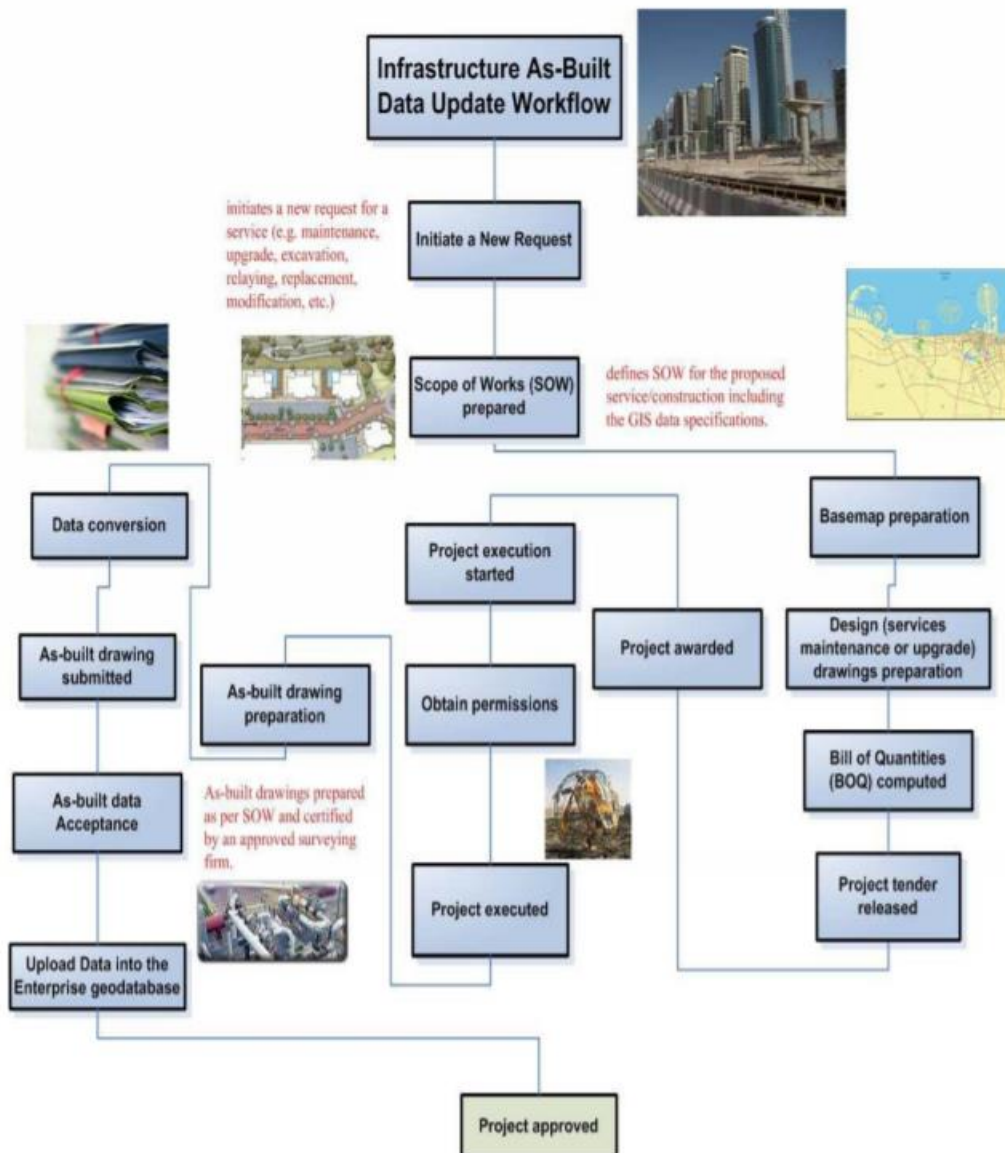 Infrastructure As-Built
Data Update Workflow
initiates a new request for a
service (e.g. maintenance,
upgrade, excavation,
relaying, replacement,
modification, etc.)
Initiate a New Request
Scope of Works (SOW)
prepared
defines SOW for the proposed
service/construction including
the GIS data specifications.
Basemap preparation
Design (services
maintenance or upgrade)
drawings preparation
Bill of Quantities
(BOQ) computed
Project tender
released
Project awarded
Project execution
started
Obtain permissions
Project executed
As-built drawing
preparation
As-built drawings prepared
as per SOW and certified
by an approved surveying
firm.
Data conversion
As-built drawing
submitted
As-built data
Acceptance
Upload Data into the
Enterprise geodatabase
Project approved